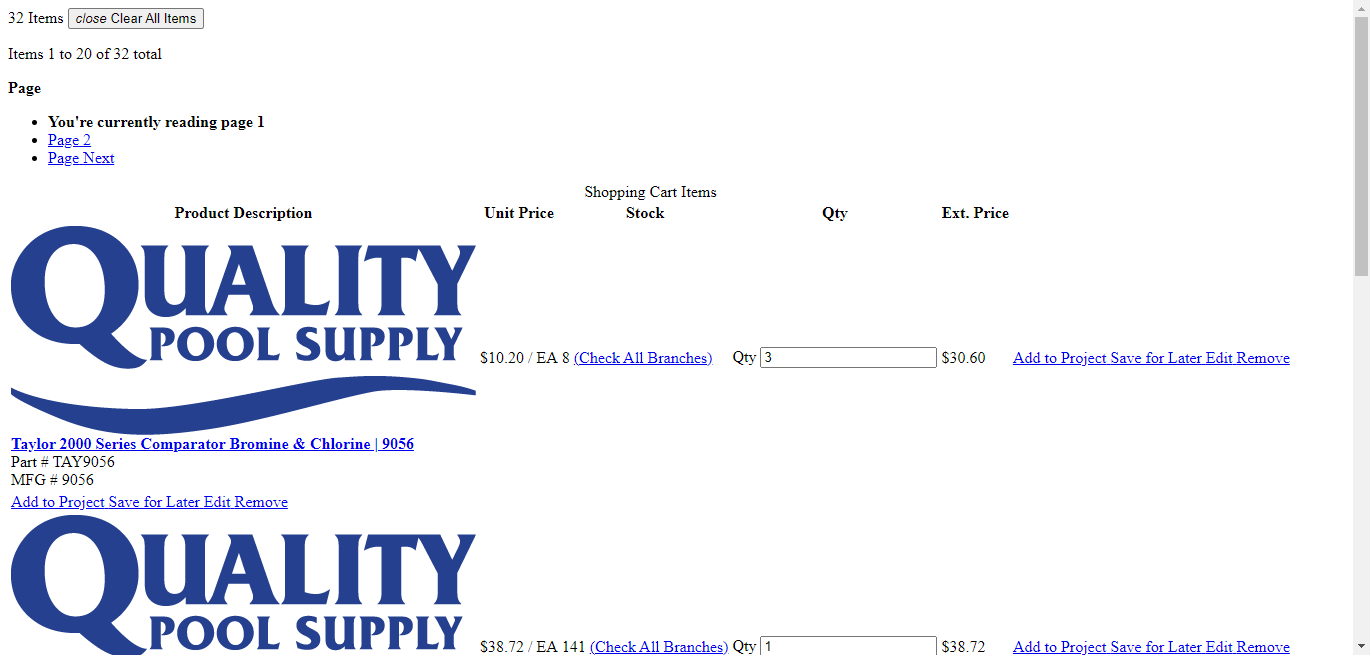 32 Items close Clear All Items
Items 1 to 20 of 32 total
Page
You're currently reading page 1
Page 2
Page Next
Shopping Cart Items
Product Description Unit Price Stock Qty Ext. Price
QUALITY
POOL SUPPLY
$10.20 / EA 8 (Check All Branches) Qty 3 $30.60 Add to Project Save for Later Edit Remove
Taylor 2000 Series Comparator Bromine & Chlorine | 9056
Part # TAY9056
MFG # 9056
Add to Project Save for Later Edit Remove
QUALITY
POOL SUPPLY
$38.72 / EA 141 (Check All Branches) Qty 1 $38.72 Add to Project Save for Later Edit Remove